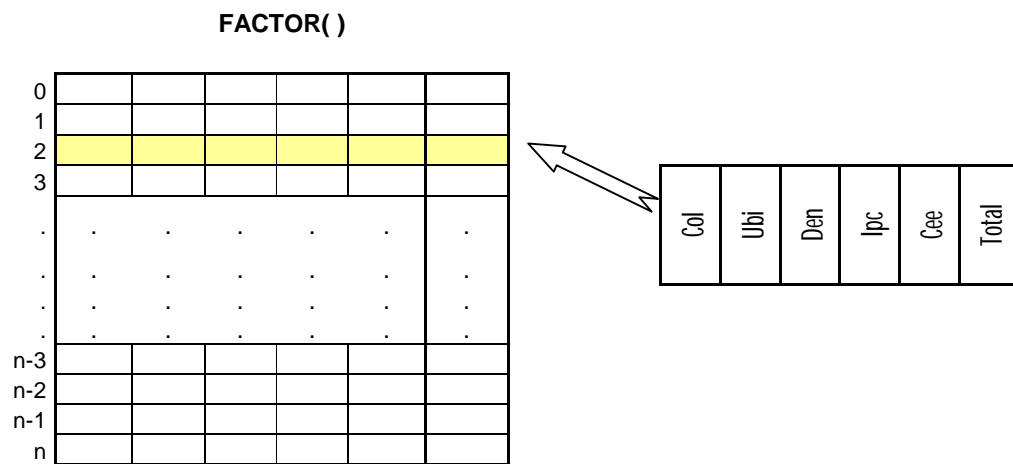 FACTOR( )
0
1
2
3
. . . . . . .
. . . . . . .
. . . . . . .
. . . . . . .
n-3
n-2
n-1
n
Col
Ubi
Den
Ipc
Cee
Total